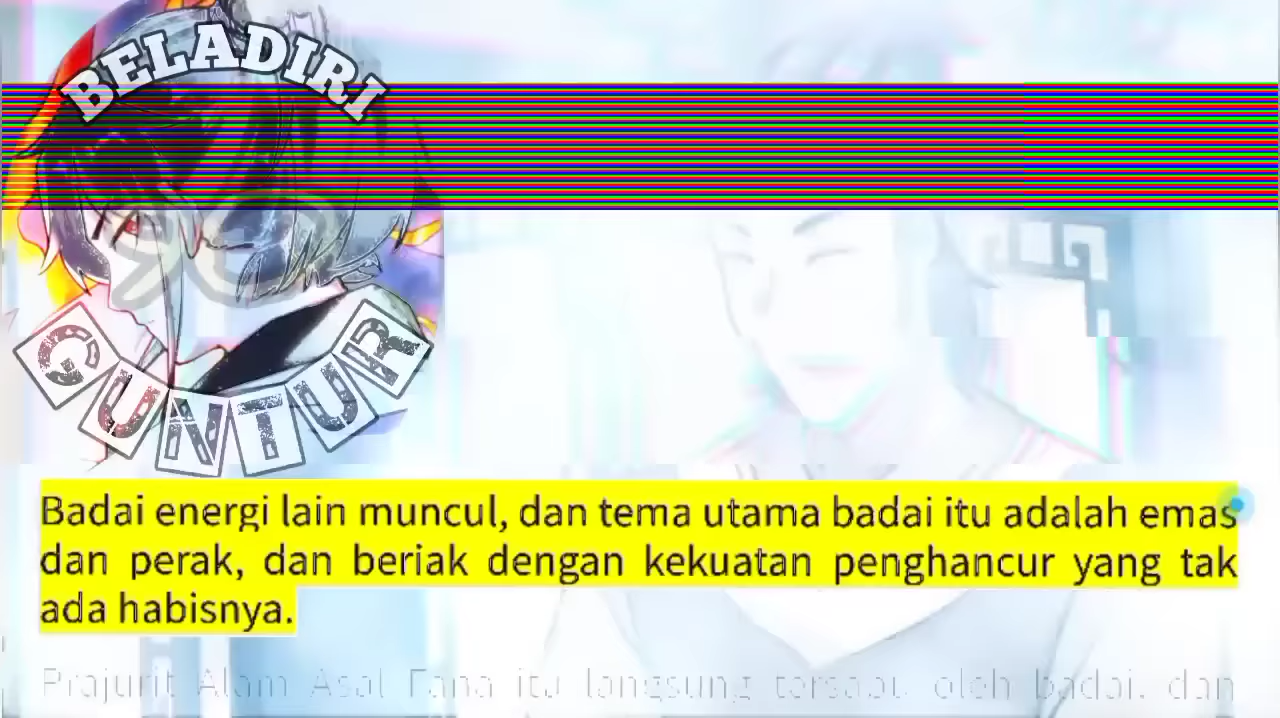 BELADIRI
GUNTUR
Badai energi lain muncul, dan tema utama badai itu adalah emas
dan perak, dan beriak dengan kekuatan penghancur yang tak
ada habisnya.
Prajurit Alam Asal Fana itu langsung tersapu oleh badai, dan